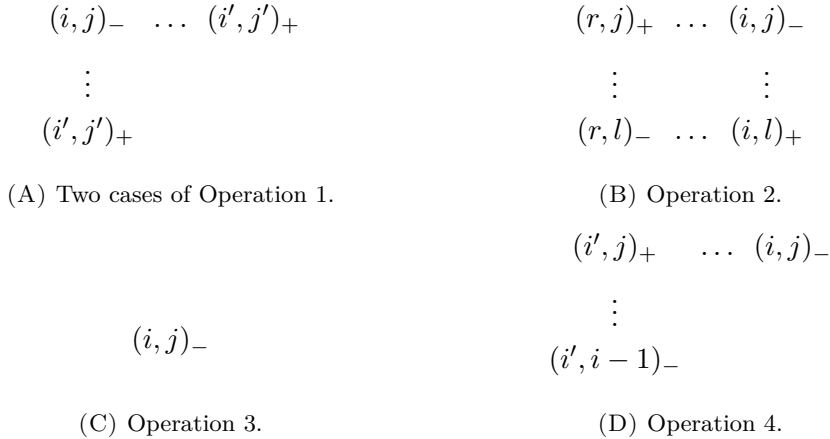 (i, j)₋ … (i′, j′)₊
⋮
(i′, j′)₊
(A) Two cases of Operation 1.
(r, j)₊ … (i, j)₋
⋮ ⋮
(r, l)₋ … (i, l)₊
(B) Operation 2.
(i, j)₋
(C) Operation 3.
(i′, j)₊ … (i, j)₋
⋮
(i′, i − 1)₋
(D) Operation 4.